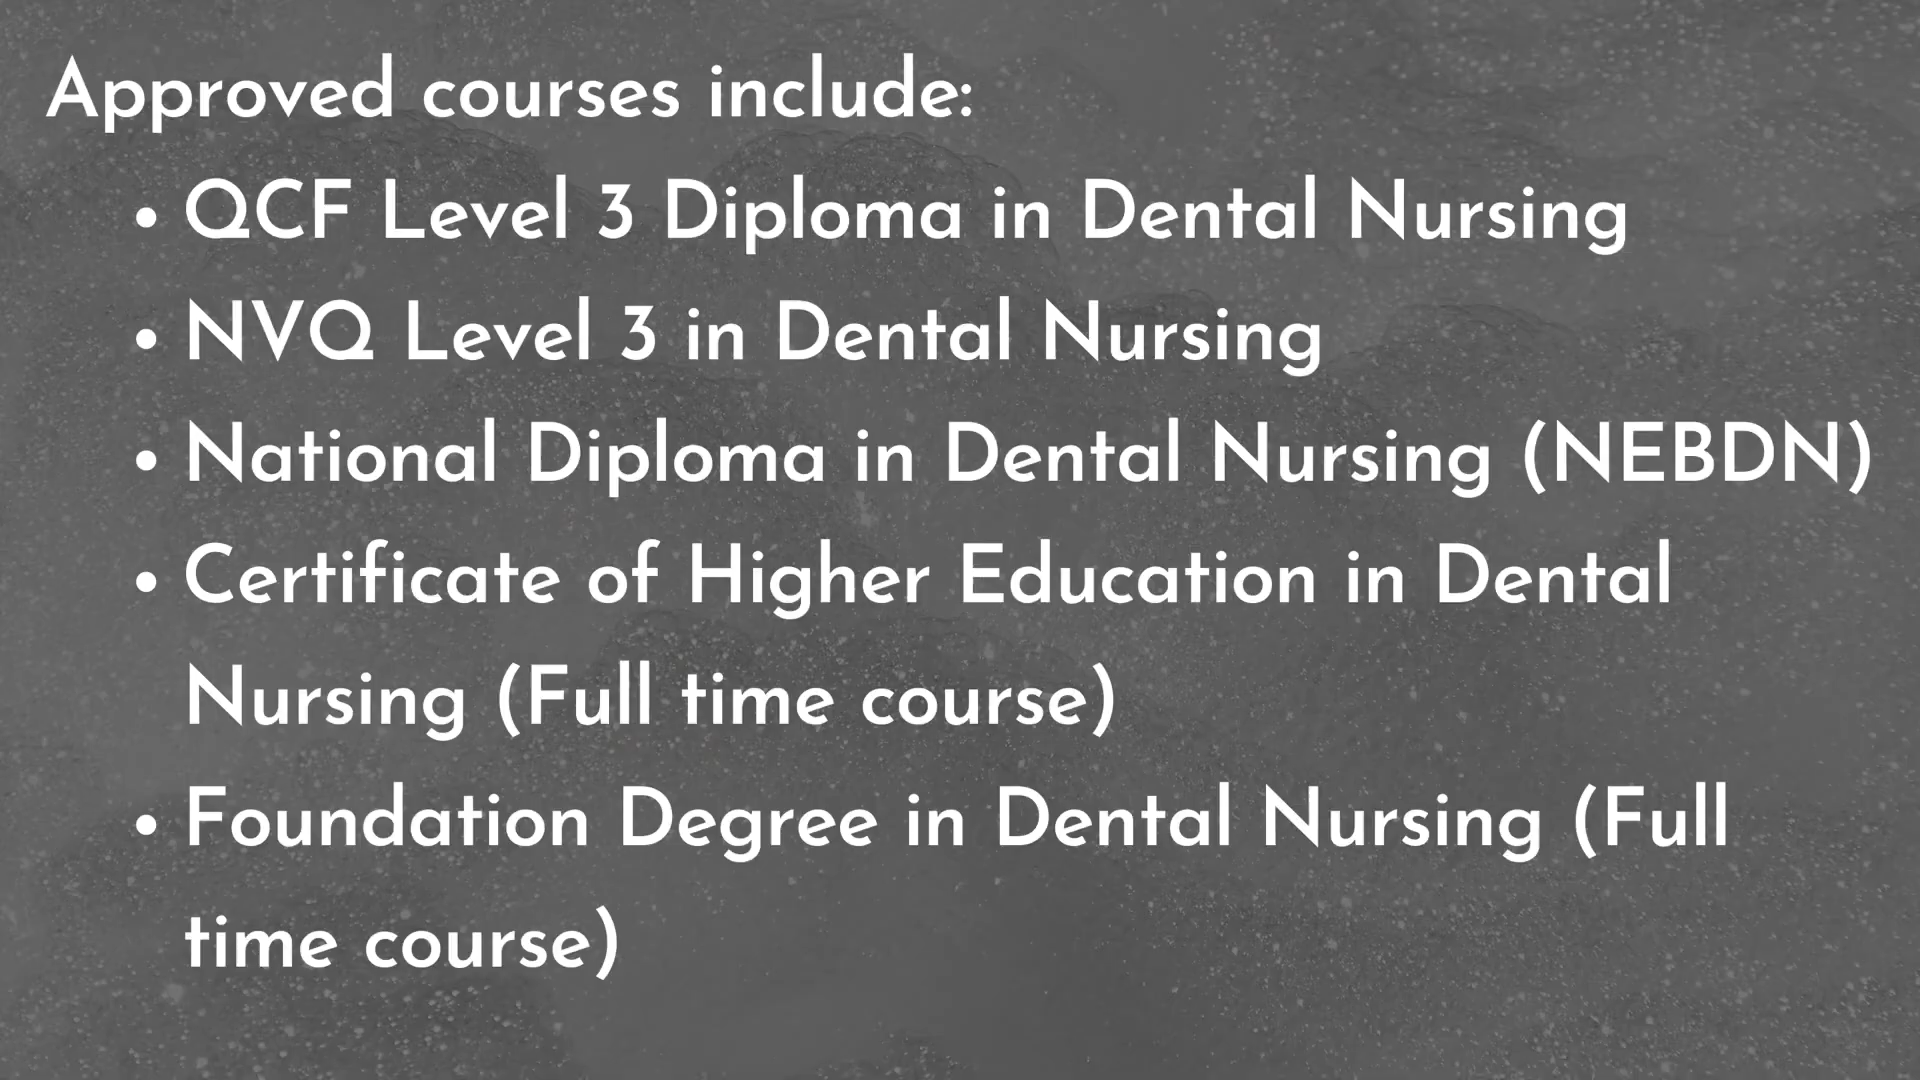 Approved courses include:
• QCF Level 3 Diploma in Dental Nursing
• NVQ Level 3 in Dental Nursing
• National Diploma in Dental Nursing (NEBDN)
• Certificate of Higher Education in Dental
Nursing (Full time course)
• Foundation Degree in Dental Nursing (Full
time course)